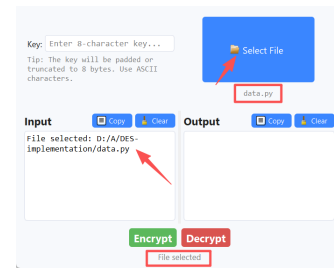 Key: Enter 8-character key...
Select File
Tip: The key will be padded or
truncated to 8 bytes. Use ASCII
characters.
data.py
Input Copy Clear
Output Copy Clear
File selected: D:/A/DES-
implementation/data.py
Encrypt Decrypt
File selected